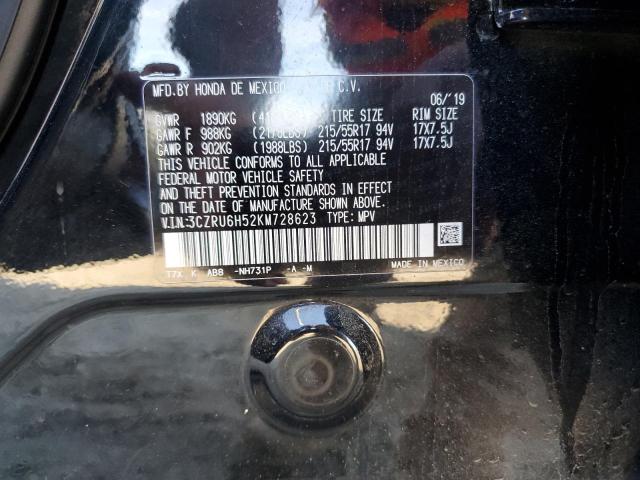 MFD.BY HONDA DE MEXICO C.V.
06/'19
GVWR 1890KG TIRE SIZE RIM SIZE
GAWR F 988KG (2178LBS) 215/55R17 94V 17X7.5J
GAWR R 902KG (1988LBS) 215/55R17 94V 17X7.5J
THIS VEHICLE CONFORMS TO ALL APPLICABLE
FEDERAL MOTOR VEHICLE SAFETY
AND THEFT PREVENTION STANDARDS IN EFFECT
ON THE DATE OF MANUFACTURE SHOWN ABOVE.
V.I.N:3CZRU6H52KM728623 TYPE: MPV
T7X K AB8 -NH731P -A -M
MADE IN MEXICO